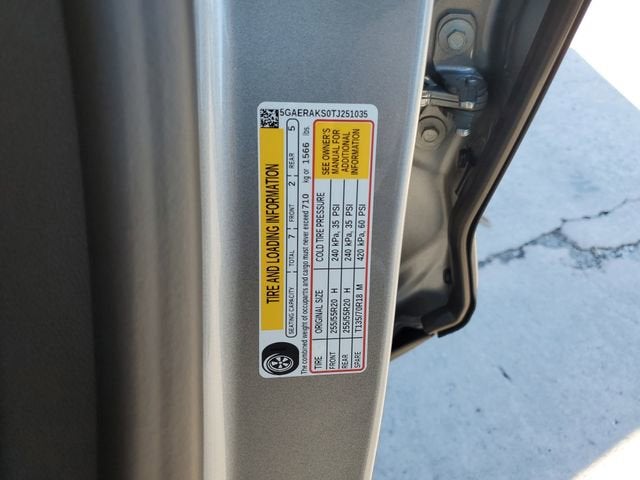 5GAERAKS0TJ251035
TIRE AND LOADING INFORMATION
SEATING CAPACITY TOTAL 7 FRONT 2 REAR 5
The combined weight of occupants and cargo must never exceed 710 kg or 1566 lbs
TIRE ORIGINAL SIZE COLD TIRE PRESSURE
FRONT 255/55R20 H 240 kPa, 35 PSI
REAR 255/55R20 H 240 kPa, 35 PSI
SPARE T135/70R18 M 420 kPa, 60 PSI
SEE OWNER'S
MANUAL FOR
ADDITIONAL
INFORMATION